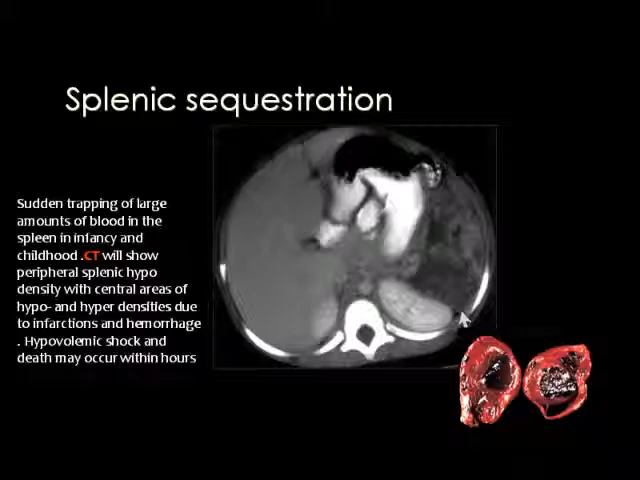 Splenic sequestration
Sudden trapping of large
amounts of blood in the
spleen in infancy and
childhood .CT will show
peripheral splenic hypo
density with central areas of
hypo- and hyper densities due
to infarctions and hemorrhage
. Hypovolemic shock and
death may occur within hours